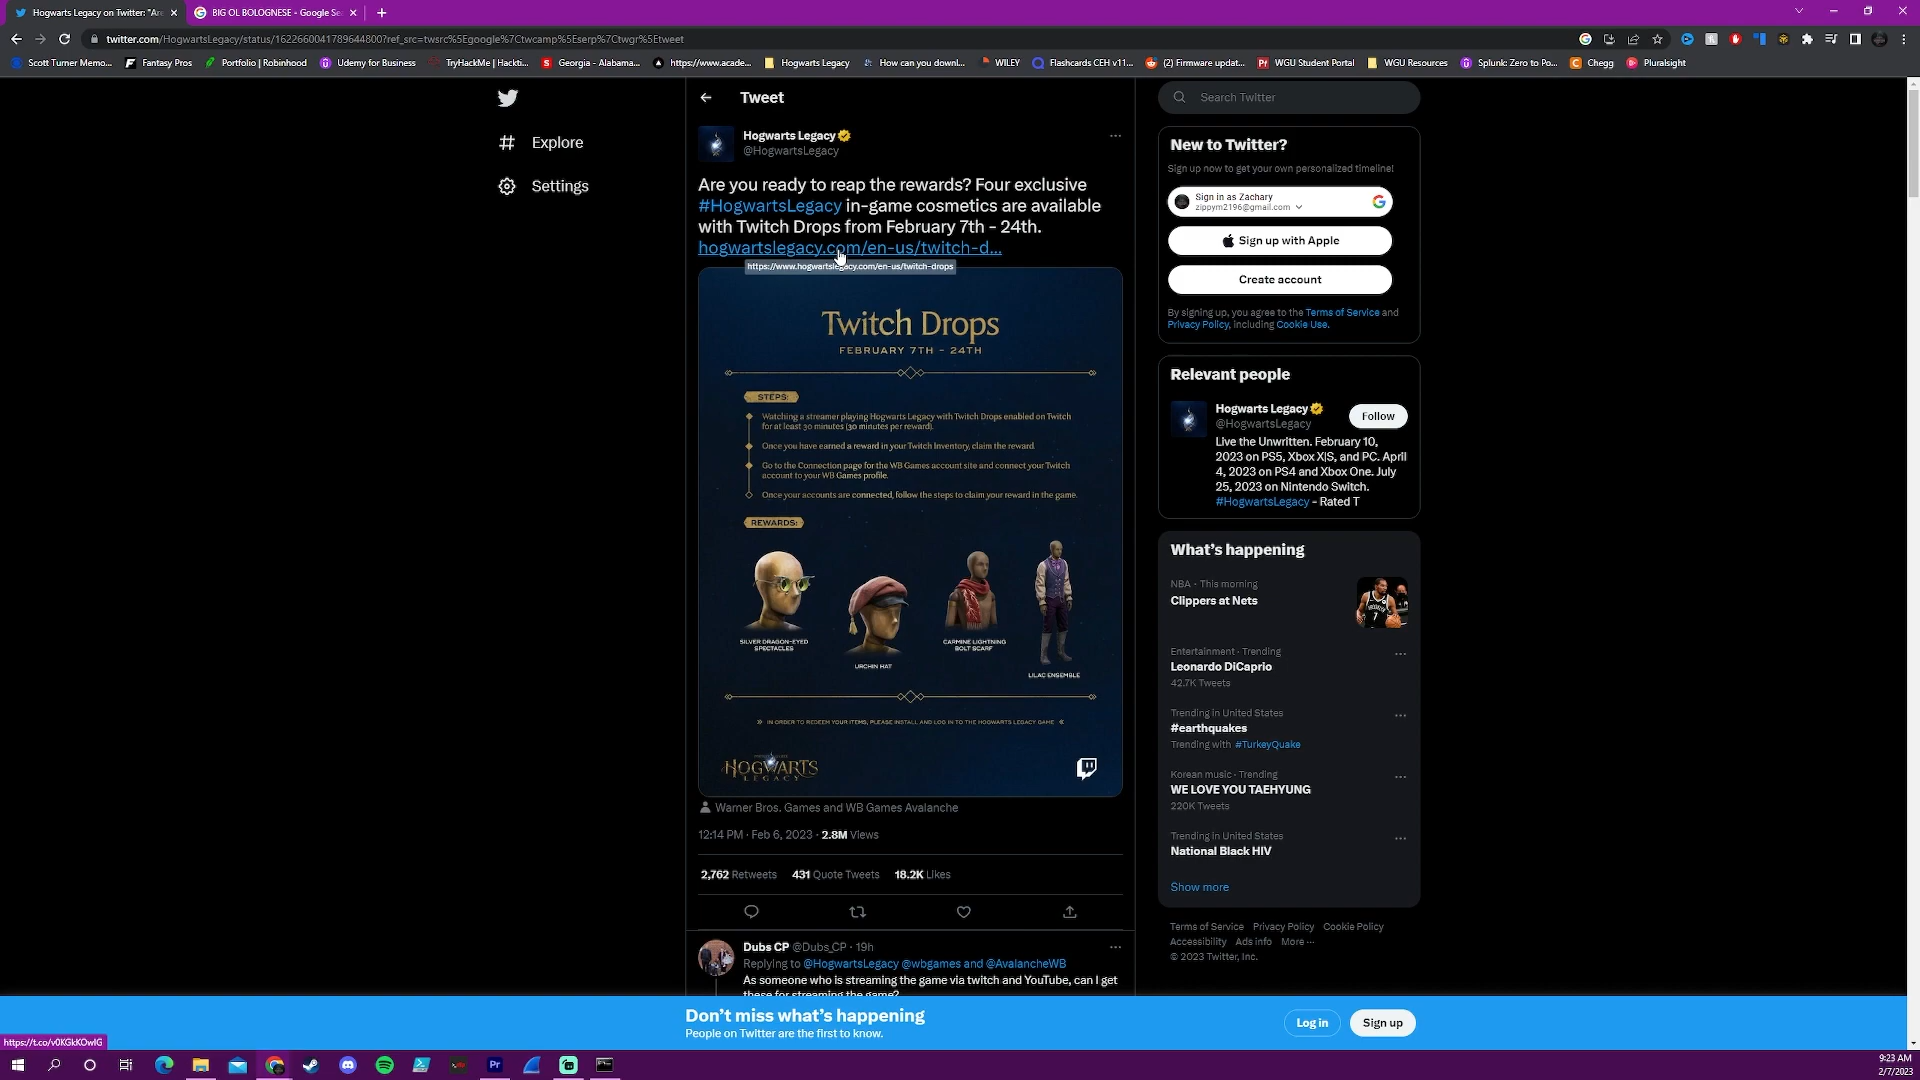 Hogwarts Legacy on Twitter: "Are
BIG OL BOLOGNESE - Google Se
twitter.com/HogwartsLegacy/status/1622660041789644800?ref_src=twsrc%5Egoogle%7Ctwcamp%5Eserp%7Ctwgr%5Etweet
Scott Turner Memo... Fantasy Pros Portfolio | Robinhood Udemy for Business TryHackMe | Hackti... Georgia - Alabama... https://www.acade... Hogwarts Legacy How can you downl... WILEY Flashcards CEH v11... (2) Firmware updat... WGU Student Portal WGU Resources Splunk: Zero to Po... Chegg Pluralsight
Explore
Settings
Tweet
Hogwarts Legacy
@HogwartsLegacy
Are you ready to reap the rewards? Four exclusive
#HogwartsLegacy in-game cosmetics are available
with Twitch Drops from February 7th - 24th.
hogwartslegacy.com/en-us/twitch-d...
https://www.hogwartslegacy.com/en-us/twitch-drops
Twitch Drops
FEBRUARY 7TH - 24TH
STEPS:
Watching a streamer playing Hogwarts Legacy with Twitch Drops enabled on Twitch
for at least 30 minutes (30 minutes per reward).
Once you have earned a reward in your Twitch Inventory, claim the reward.
Go to the Connection page for the WB Games account site and connect your Twitch
account to your WB Games profile.
Once your accounts are connected, follow the steps to claim your reward in the game.
REWARDS:
SILVER DRAGON-EYED
SPECTACLES
URCHIN HAT
CARMINE LIGHTNING
BOLT SCARF
LILAC ENSEMBLE
IN ORDER TO REDEEM YOUR ITEMS, PLEASE INSTALL AND LOG IN TO THE HOGWARTS LEGACY GAME
HOGWARTS
LEGACY
Warner Bros. Games and WB Games Avalanche
12:14 PM · Feb 6, 2023 · 2.8M Views
2,762 Retweets 431 Quote Tweets 18.2K Likes
Dubs CP @Dubs_CP · 19h
Replying to @HogwartsLegacy @wbgames and @AvalancheWB
As someone who is streaming the game via twitch and YouTube, can I get
these for streaming the game?
Search Twitter
New to Twitter?
Sign up now to get your own personalized timeline!
Sign in as Zachary
zippym2196@gmail.com
Sign up with Apple
Create account
By signing up, you agree to the Terms of Service and
Privacy Policy, including Cookie Use.
Relevant people
Hogwarts Legacy
@HogwartsLegacy
Follow
Live the Unwritten. February 10,
2023 on PS5, Xbox X|S, and PC. April
4, 2023 on PS4 and Xbox One. July
25, 2023 on Nintendo Switch.
#HogwartsLegacy - Rated T
What's happening
NBA · This morning
Clippers at Nets
Entertainment · Trending
Leonardo DiCaprio
42.7K Tweets
Trending in United States
#earthquakes
Trending with #TurkeyQuake
Korean music · Trending
WE LOVE YOU TAEHYUNG
220K Tweets
Trending in United States
National Black HIV
Show more
Terms of Service Privacy Policy Cookie Policy
Accessibility Ads info More ···
© 2023 Twitter, Inc.
Don't miss what's happening
People on Twitter are the first to know.
Log in
Sign up
https://t.co/v0KGkKOwIG
9:23 AM
2/7/2023